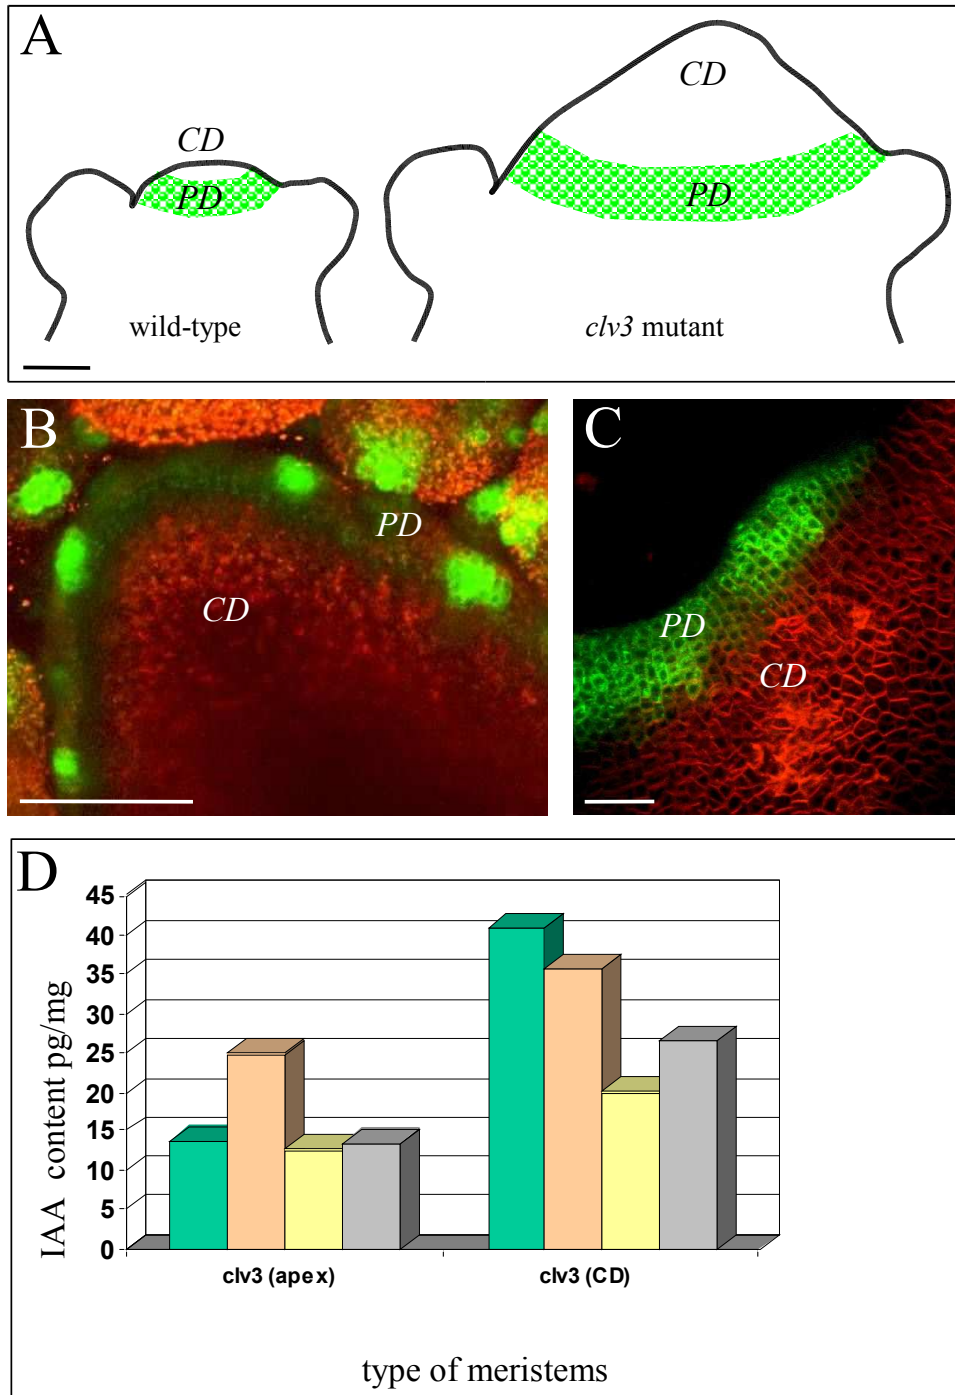 A
CD
PD
wild-type
CD
PD
clv3 mutant
B
PD
CD
C
PD
CD
D
IAA content pg/mg
45
40
35
30
25
20
15
10
5
0
clv3 (apex)
clv3 (CD)
type of meristems